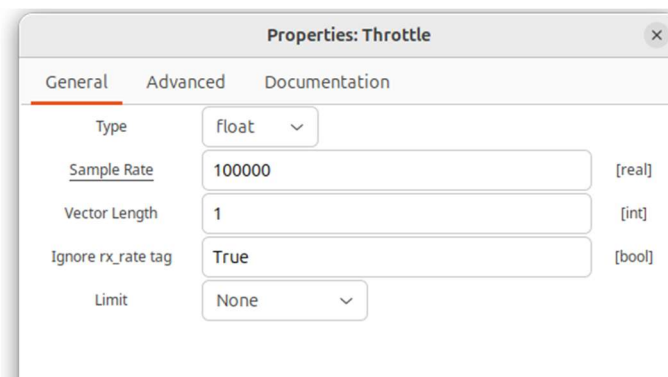 Properties: Throttle
General Advanced Documentation
Type float
Sample Rate 100000 [real]
Vector Length 1 [int]
Ignore rx_rate tag True [bool]
Limit None